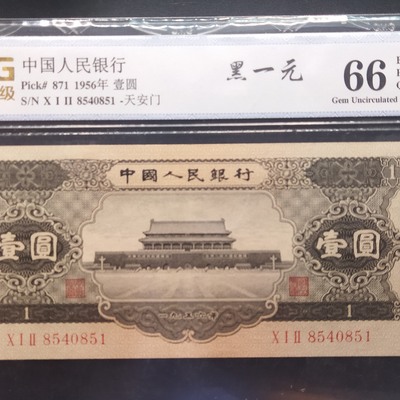 G
级
中国人民银行
Pick# 871 1956年 壹圆
S/N X I II 8540851 -天安门
黑一元
66
E
Gem Uncirculated
中國人民銀行
壹圓
壹圓
1
1
1
X I II 8540851
X I II 8540851